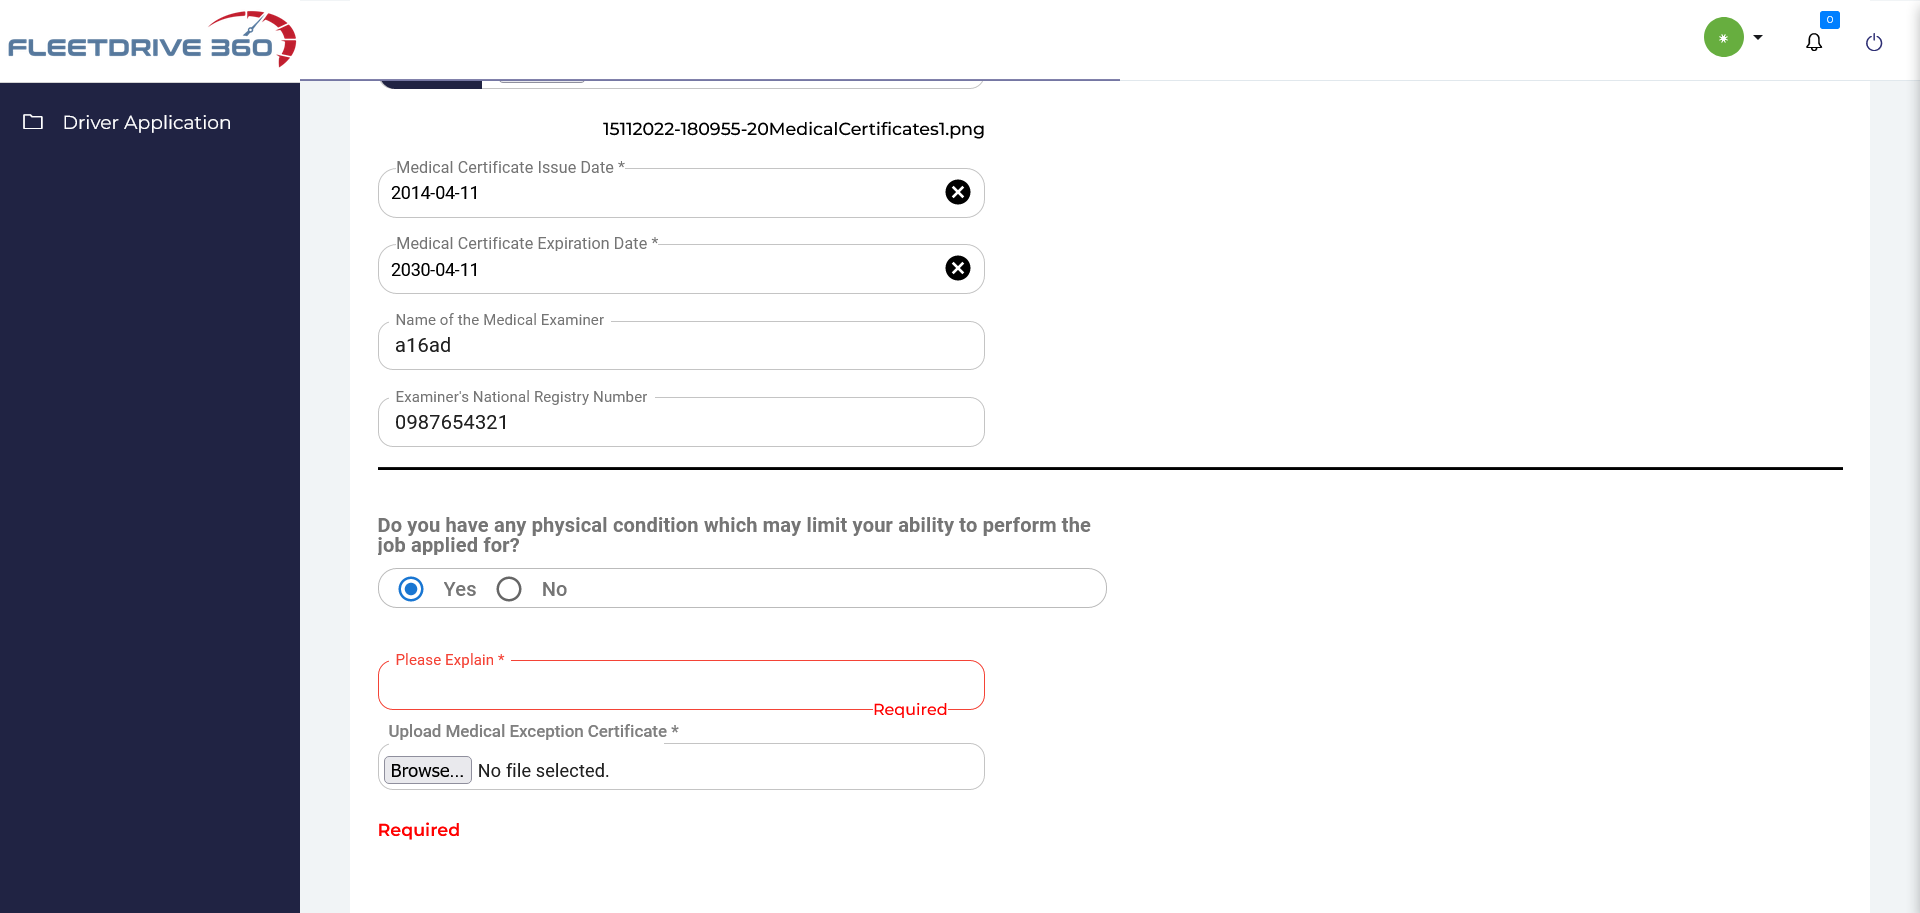 FLEETDRIVE 360
0
Driver Application
15112022-180955-20MedicalCertificates1.png
Medical Certificate Issue Date *
2014-04-11
Medical Certificate Expiration Date *
2030-04-11
Name of the Medical Examiner
a16ad
Examiner's National Registry Number
0987654321
Do you have any physical condition which may limit your ability to perform the
job applied for?
Yes No
Please Explain *
Required
Upload Medical Exception Certificate *
Browse... No file selected.
Required